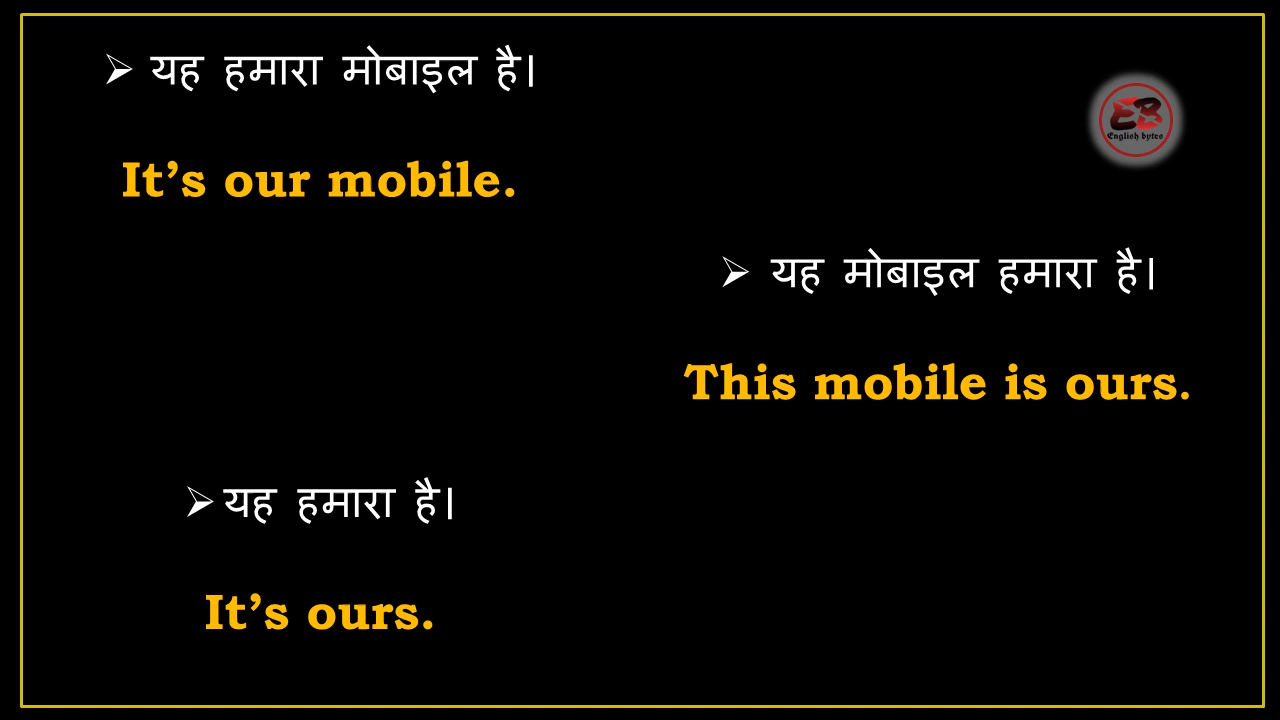 ➢ यह हमारा मोबाइल है।
EB
English bytes
It’s our mobile.
➢ यह मोबाइल हमारा है।
This mobile is ours.
➢ यह हमारा है।
It’s ours.